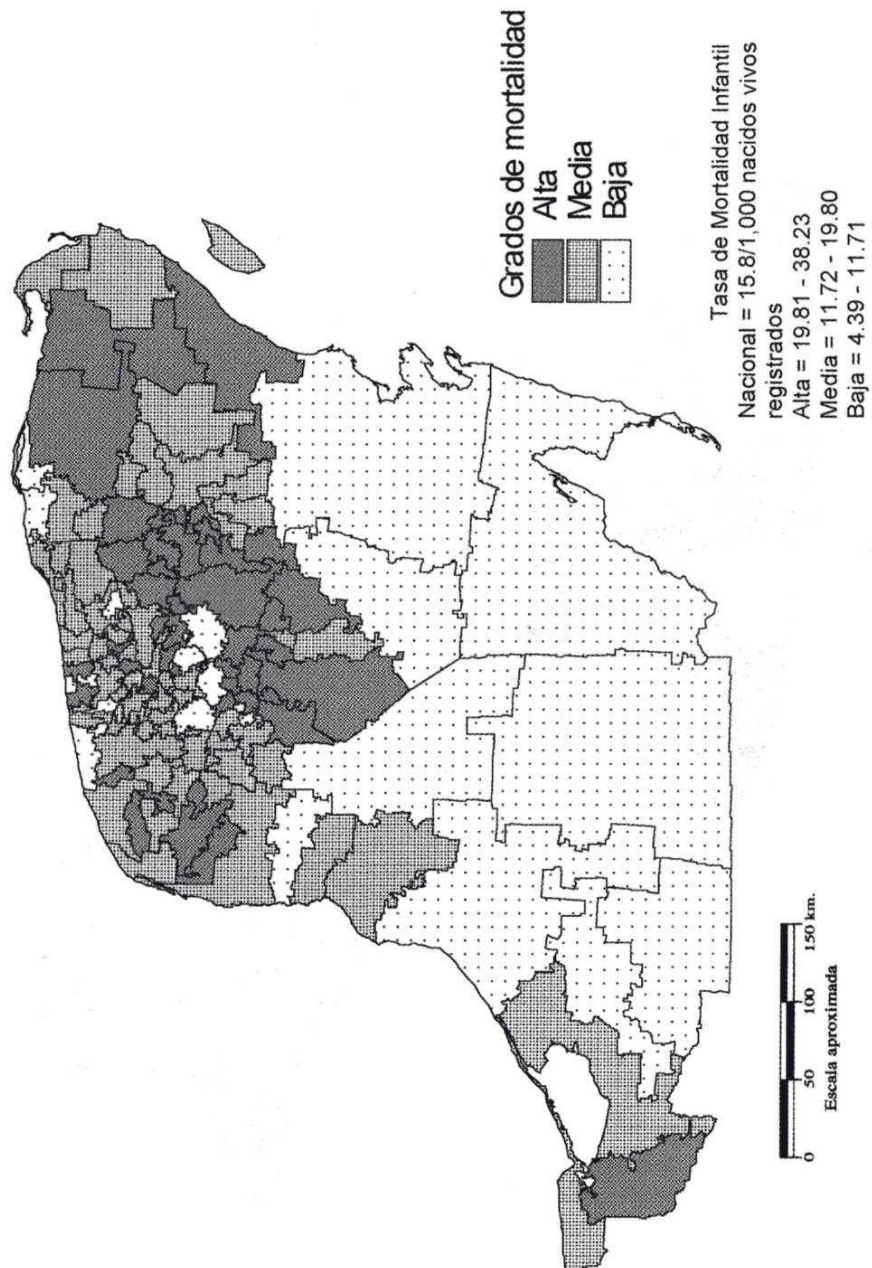 Grados de mortalidad
Alta
Media
Baja
Tasa de Mortalidad Infantil
Nacional = 15.8/1,000 nacidos vivos
registrados
Alta = 19.81 - 38.23
Media = 11.72 - 19.80
Baja = 4.39 - 11.71
0 50 100 150 km.
Escala aproximada